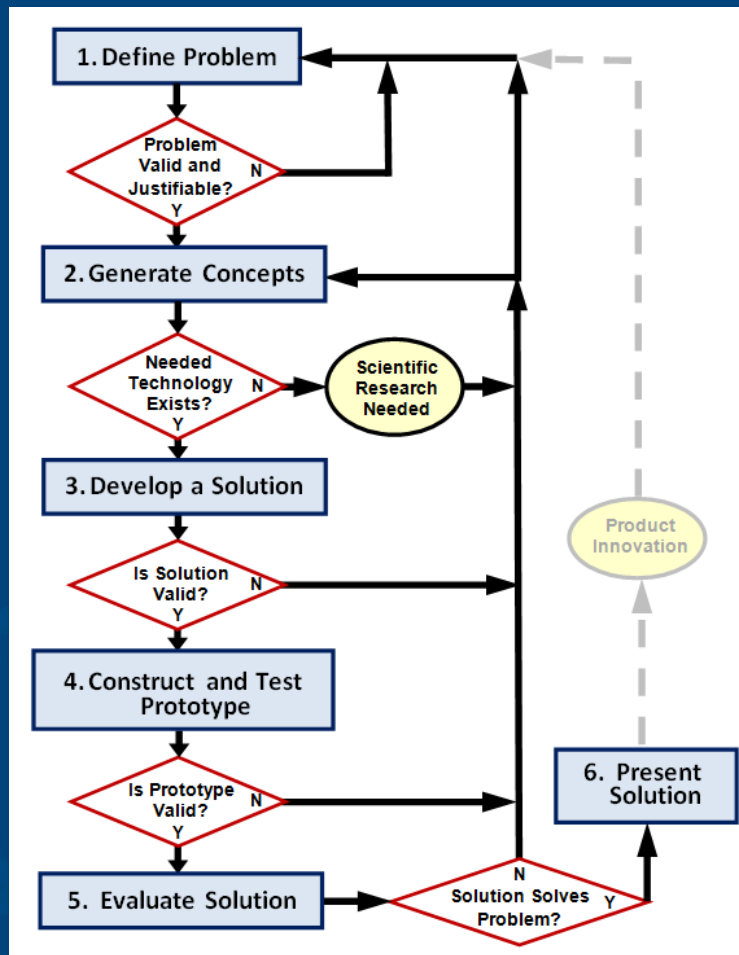 1. Define Problem
Problem
Valid and
Justifiable?
N
Y
2. Generate Concepts
Needed
Technology
Exists?
N
Y
Scientific
Research
Needed
3. Develop a Solution
Product
Innovation
Is Solution
Valid?
N
Y
4. Construct and Test
Prototype
6. Present
Solution
Is Prototype
Valid?
N
Y
5. Evaluate Solution
N
Solution Solves
Problem?
Y